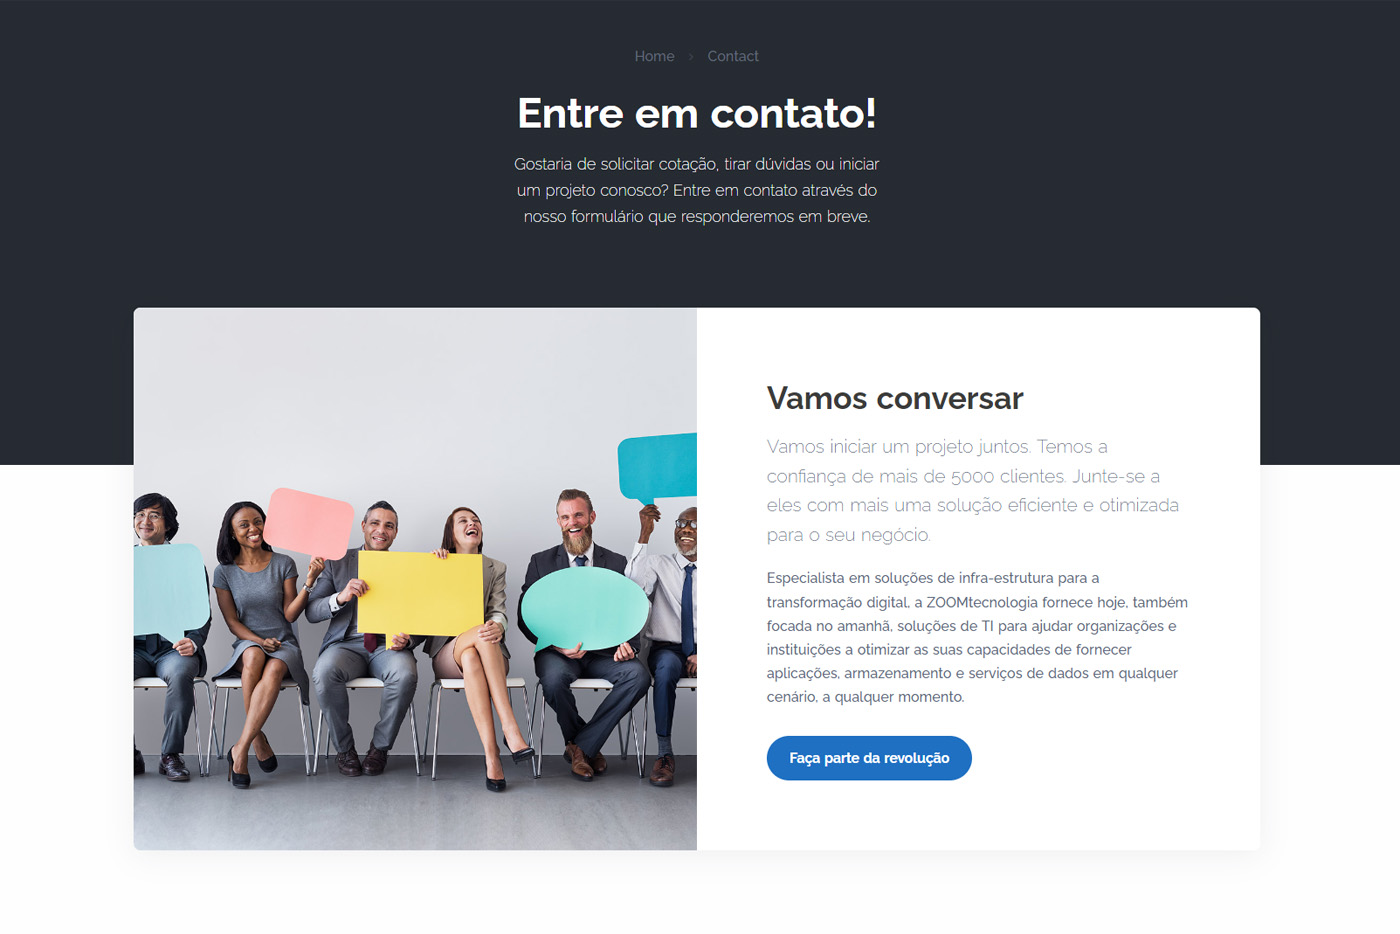 Home > Contact
Entre em contato!
Gostaria de solicitar cotação, tirar dúvidas ou iniciar
um projeto conosco? Entre em contato através do
nosso formulário que responderemos em breve.
Vamos conversar
Vamos iniciar um projeto juntos. Temos a
confiança de mais de 5000 clientes. Junte-se a
eles com mais uma solução eficiente e otimizada
para o seu negócio.
Especialista em soluções de infra-estrutura para a
transformação digital, a ZOOMtecnologia fornece hoje, também
focada no amanhã, soluções de TI para ajudar organizações e
instituições a otimizar as suas capacidades de fornecer
aplicações, armazenamento e serviços de dados em qualquer
cenário, a qualquer momento.
Faça parte da revolução